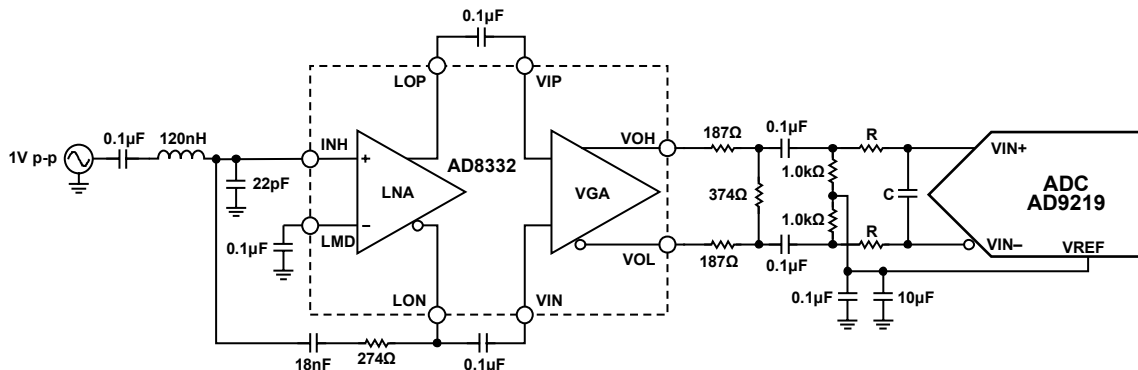 0.1µF
LOP
VIP
1V p-p
0.1µF
120nH
INH
AD8332
VOH
187Ω
0.1µF
R
VIN+
+
LNA
VGA
22pF
1.0kΩ
374Ω
C
ADC
AD9219
–
LMD
0.1µF
1.0kΩ
R
VOL
187Ω
0.1µF
VIN–
VREF
LON
VIN
0.1µF
10µF
18nF
274Ω
0.1µF